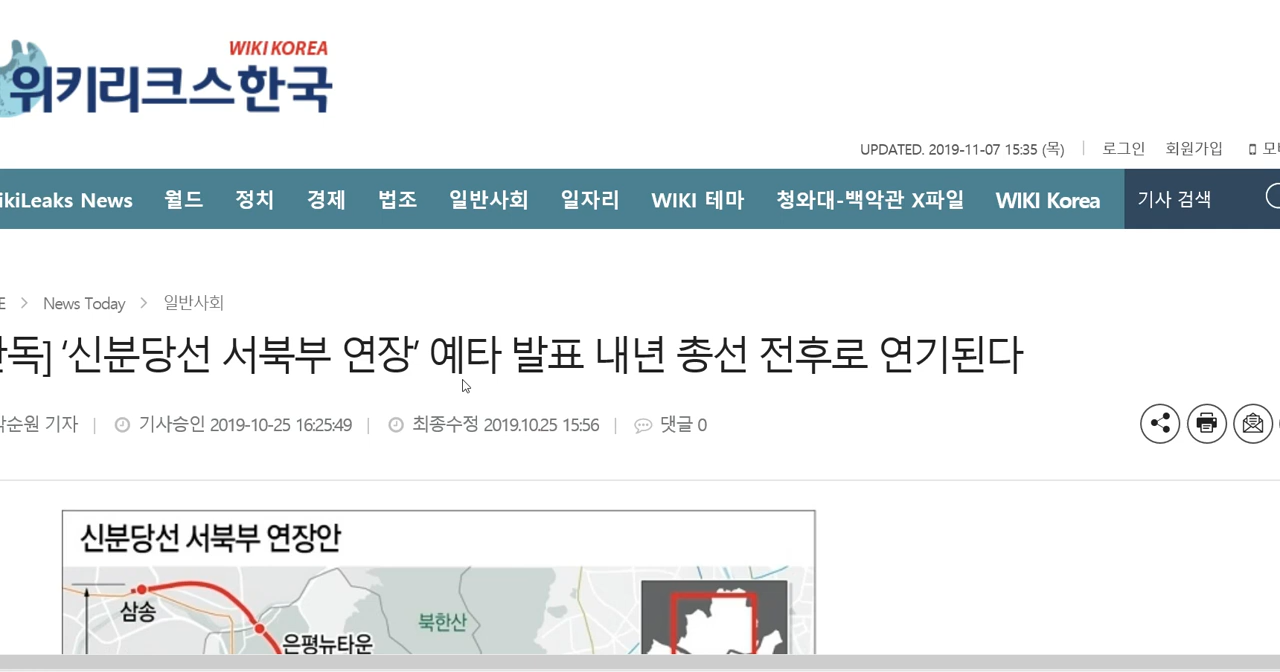 WIKI KOREA
위키리크스한국
UPDATED. 2019-11-07 15:35 (목) 로그인 회원가입
News 월드 정치 경제 법조 일반사회 일자리 WIKI 테마 청와대-백악관 X파일 WIKI Korea 기사 검색
News Today 일반사회
‘신분당선 서북부 연장’ 예타 발표 내년 총선 전후로 연기된다
기자 | 기사승인 2019-10-25 16:25:49 | 최종수정 2019.10.25 15:56 | 댓글 0
신분당선 서북부 연장안
삼송
북한산
은평뉴타운